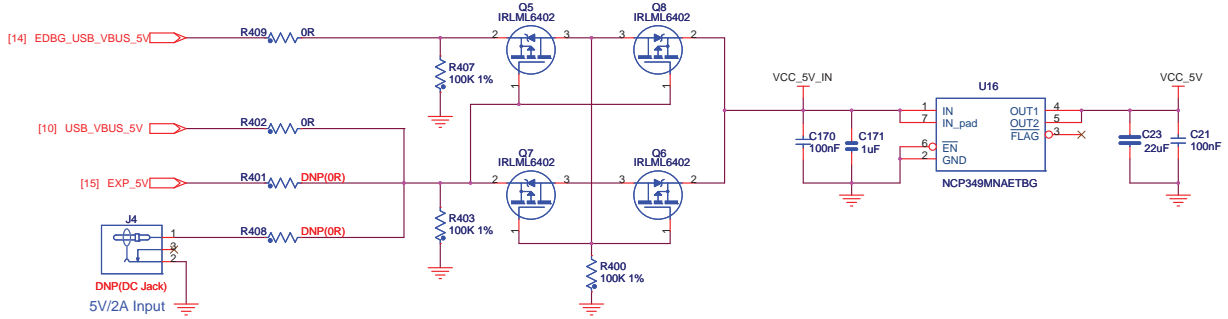 [14] EDBG_USB_VBUS_5V
R409 0R
R407
100K 1%
Q5
IRLML6402
2 3
1
Q8
IRLML6402
3 2
1
[10] USB_VBUS_5V
R402 0R
[15] EXP_5V
R401 DNP(0R)
R403
100K 1%
J4
1
3
2
R408 DNP(0R)
DNP(DC Jack)
5V/2A Input
Q7
IRLML6402
2 3
1
Q6
IRLML6402
3 2
1
R400
100K 1%
VCC_5V_IN
C170
100nF
C171
1uF
U16
1 IN
7 IN_pad
6 EN
2 GND
OUT1 4
OUT2 5
FLAG 3
NCP349MNAETBG
VCC_5V
C23
22uF
C21
100nF